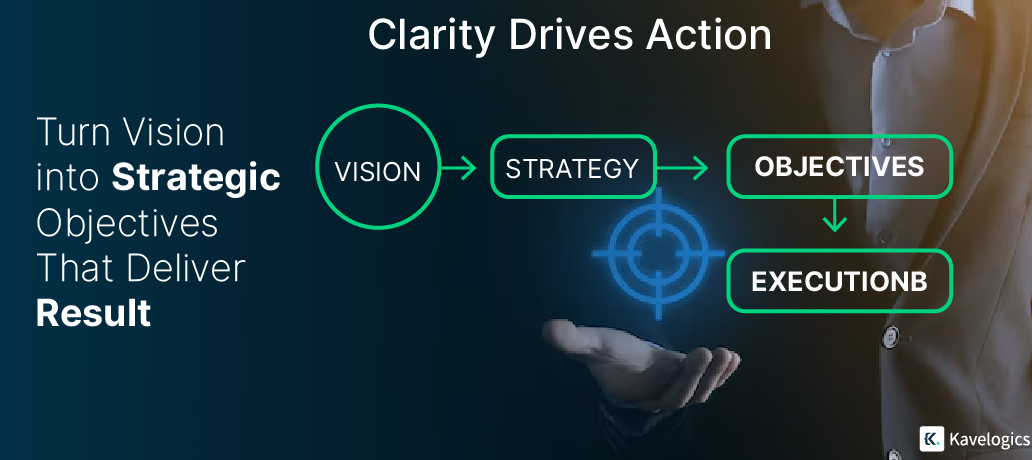 Clarity Drives Action
Turn Vision
into Strategic
Objectives
That Deliver
Result
VISION
STRATEGY
OBJECTIVES
EXECUTIONB
Kavelogics